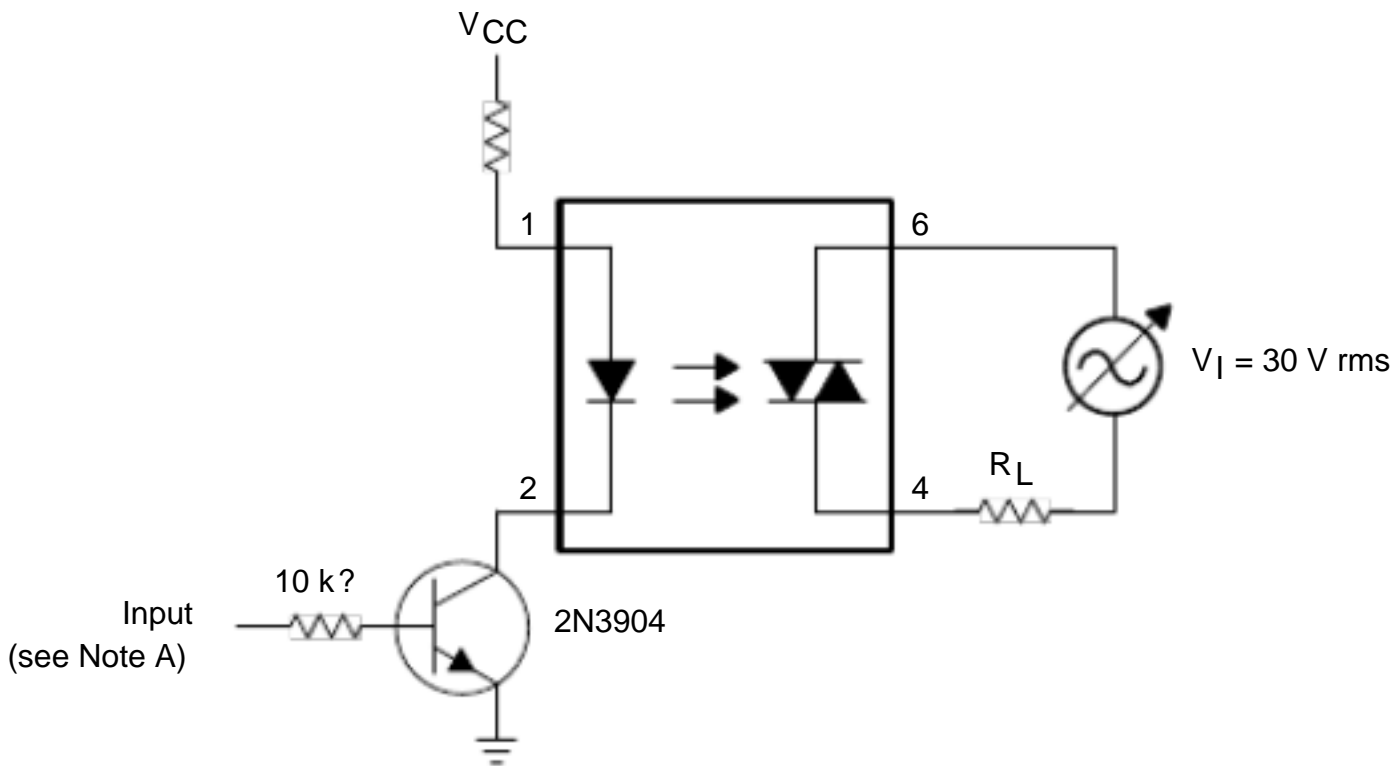 VCC
1
6
VI = 30 V rms
2
4
RL
10 k?
Input
(see Note A)
2N3904